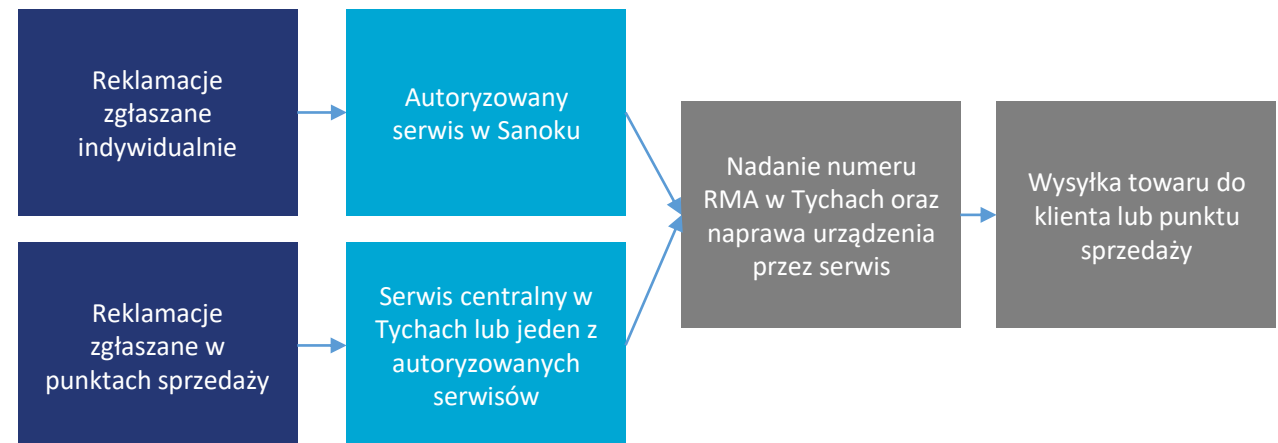 Reklamacje
zgłaszane
indywidualnie
Autoryzowany
serwis w Sanoku
Reklamacje
zgłaszane w
punktach sprzedaży
Serwis centralny w
Tychach lub jeden z
autoryzowanych
serwisów
Nadanie numeru
RMA w Tychach oraz
naprawa urządzenia
przez serwis
Wysyłka towaru do
klienta lub punktu
sprzedaży